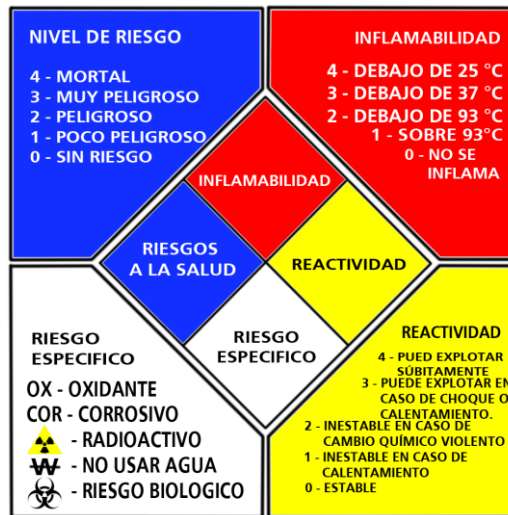 NIVEL DE RIESGO
4 - MORTAL
3 - MUY PELIGROSO
2 - PELIGROSO
1 - POCO PELIGROSO
0 - SIN RIESGO
INFLAMABILIDAD
4 - DEBAJO DE 25 °C
3 - DEBAJO DE 37 °C
2 - DEBAJO DE 93 °C
1 - SOBRE 93°C
0 - NO SE
INFLAMA
INFLAMABILIDAD
RIESGOS
A LA SALUD
REACTIVIDAD
RIESGO
ESPECIFICO
RIESGO
ESPECIFICO
OX - OXIDANTE
COR - CORROSIVO
- RADIOACTIVO
W - NO USAR AGUA
- RIESGO BIOLOGICO
REACTIVIDAD
4 - PUED EXPLOTAR
SÚBITAMENTE
3 - PUEDE EXPLOTAR EN
CASO DE CHOQUE O
CALENTAMIENTO.
2 - INESTABLE EN CASO DE
CAMBIO QUÍMICO VIOLENTO
1 - INESTABLE EN CASO DE
CALENTAMIENTO
0 - ESTABLE